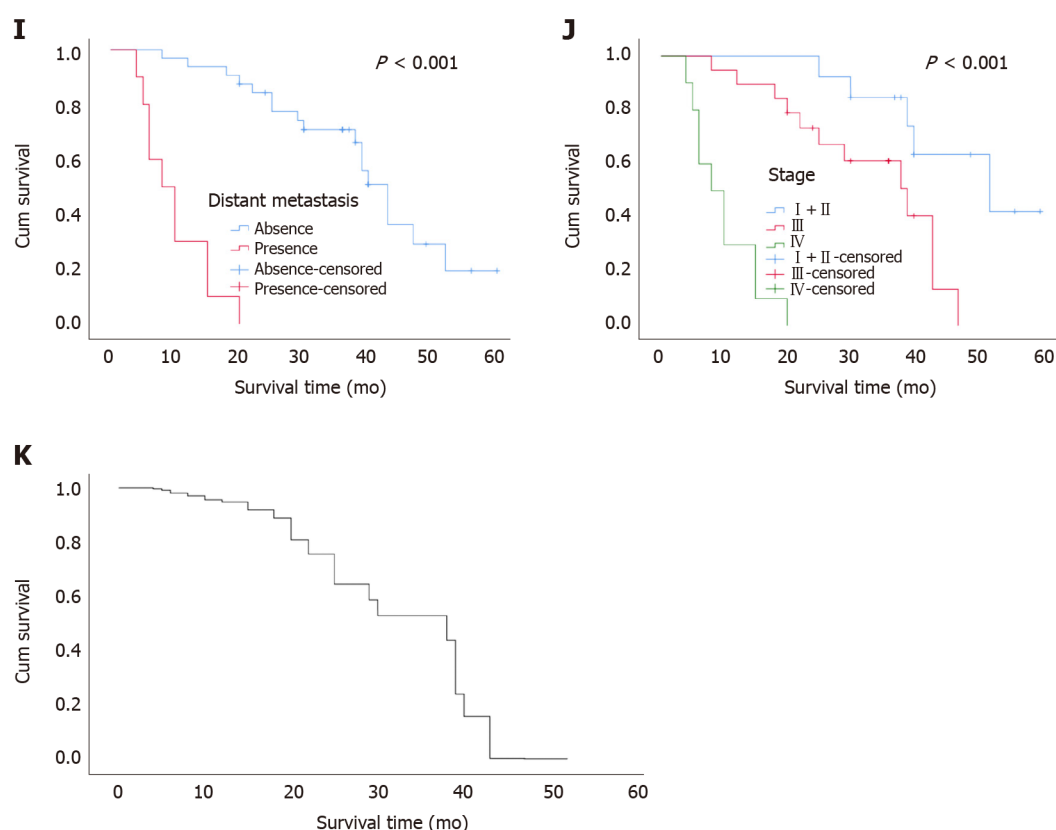 I
P < 0.001
1.0
0.8
0.6
0.4
0.2
0.0
Cum survival
Distant metastasis
Absence
Presence
Absence-censored
Presence-censored
0 10 20 30 40 50 60
Survival time (mo)
J
P < 0.001
1.0
0.8
0.6
0.4
0.2
0.0
Cum survival
Stage
I + II
III
IV
I + II-censored
III-censored
IV-censored
0 10 20 30 40 50 60
Survival time (mo)
K
1.0
0.8
0.6
0.4
0.2
0.0
Cum survival
0 10 20 30 40 50 60
Survival time (mo)